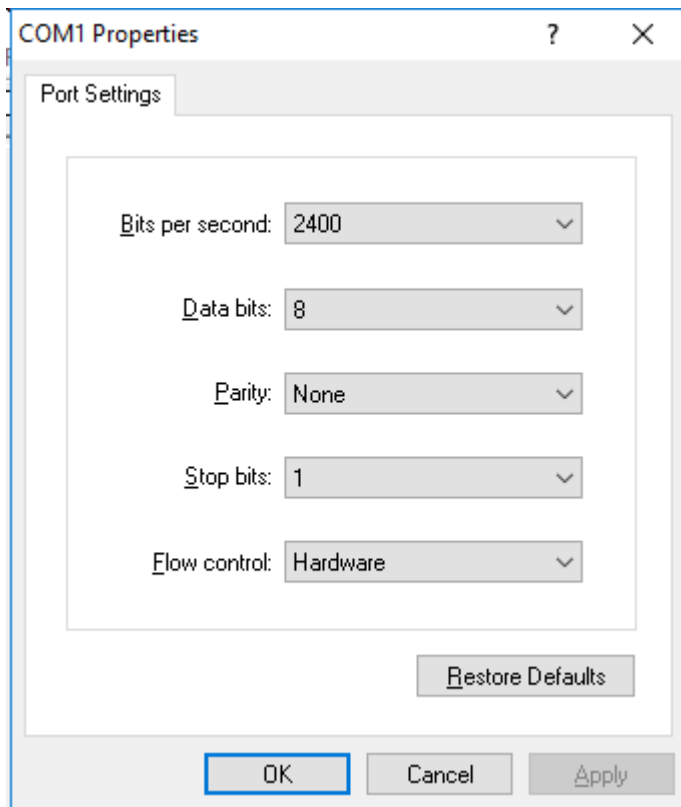 COM1 Properties ?
Port Settings
Bits per second: 2400
Data bits: 8
Parity: None
Stop bits: 1
Flow control: Hardware
Restore Defaults
OK Cancel Apply